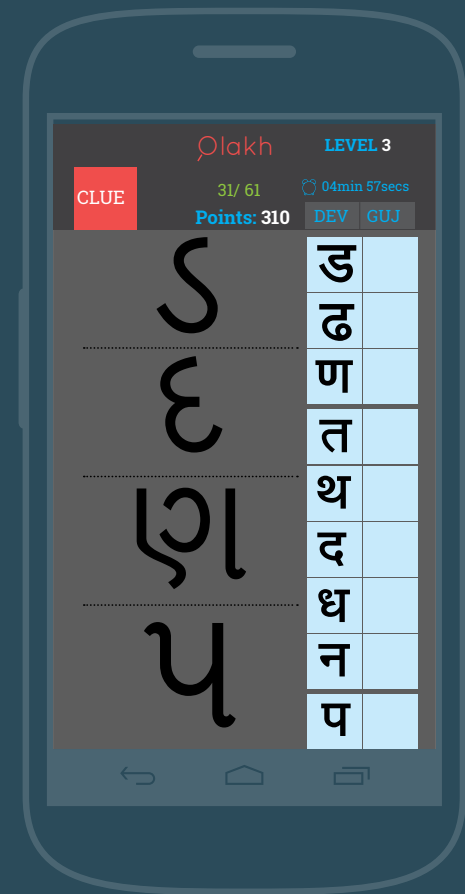 Olakh
LEVEL 3
CLUE
31/ 61
04min 57secs
Points: 310
DEV GUJ
ડ
દ
ણ
પ
ड
ढ
ण
त
थ
द
ध
न
प